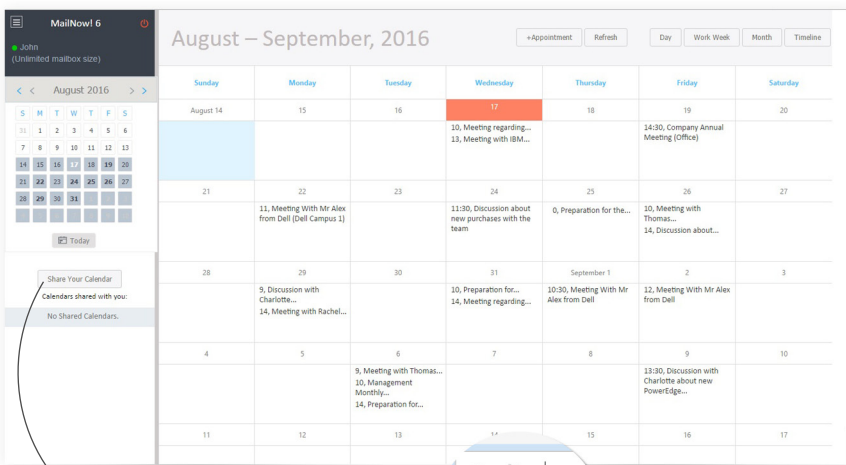 MailNow! 6
John
(Unlimited mailbox size)
< < August 2016 > >
S M T W T F S
31 1 2 3 4 5 6
7 8 9 10 11 12 13
14 15 16 17 18 19 20
21 22 23 24 25 26 27
28 29 30 31
Today
Share Your Calendar
Calendars shared with you:
No Shared Calendars.
August – September, 2016
+Appointment Refresh Day Work Week Month Timeline
Sunday Monday Tuesday Wednesday Thursday Friday Saturday
August 14 15 16 17 18 19 20
10, Meeting regarding...
13, Meeting with IBM...
14:30, Company Annual
Meeting (Office)
21 22 23 24 25 26 27
11, Meeting With Mr Alex
from Dell (Dell Campus 1)
11:30, Discussion about
new purchases with the
team
0, Preparation for the...
10, Meeting with
Thomas...
14, Discussion about...
28 29 30 31 September 1 2 3
9, Discussion with
Charlotte...
14, Meeting with Rachel...
10, Preparation for...
14, Meeting regarding...
10:30, Meeting With Mr
Alex from Dell
12, Meeting With Mr Alex
from Dell
4 5 6 7 8 9 10
9, Meeting with Thomas...
10, Management
Monthly...
14, Preparation for...
13:30, Discussion with
Charlotte about new
PowerEdge...
11 12 13 14 15 16 17